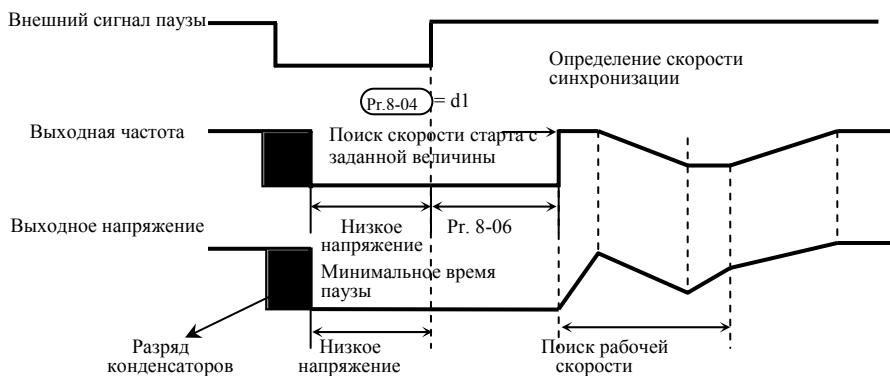 Внешний сигнал паузы
Определение скорости
синхронизации
Pr.8-04 = d1
Выходная частота
Поиск скорости старта с
заданной величины
Выходное напряжение
Низкое
напряжение
Pr. 8-06
Минимальное время
паузы
Разряд
конденсаторов
Низкое
напряжение
Поиск рабочей
скорости